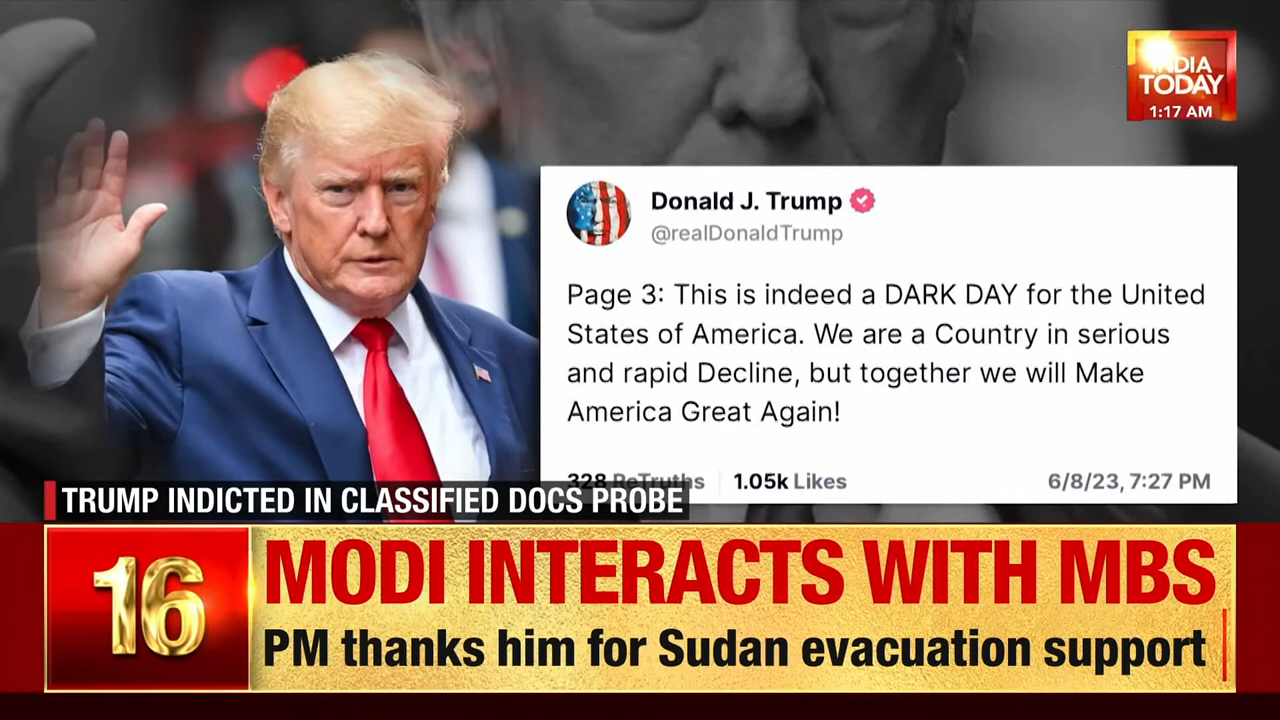 INDIA
TODAY
1:17 AM
Donald J. Trump
@realDonaldTrump
Page 3: This is indeed a DARK DAY for the United
States of America. We are a Country in serious
and rapid Decline, but together we will Make
America Great Again!
328 ReTruths 1.05k Likes 6/8/23, 7:27 PM
TRUMP INDICTED IN CLASSIFIED DOCS PROBE
16
MODI INTERACTS WITH MBS
PM thanks him for Sudan evacuation support